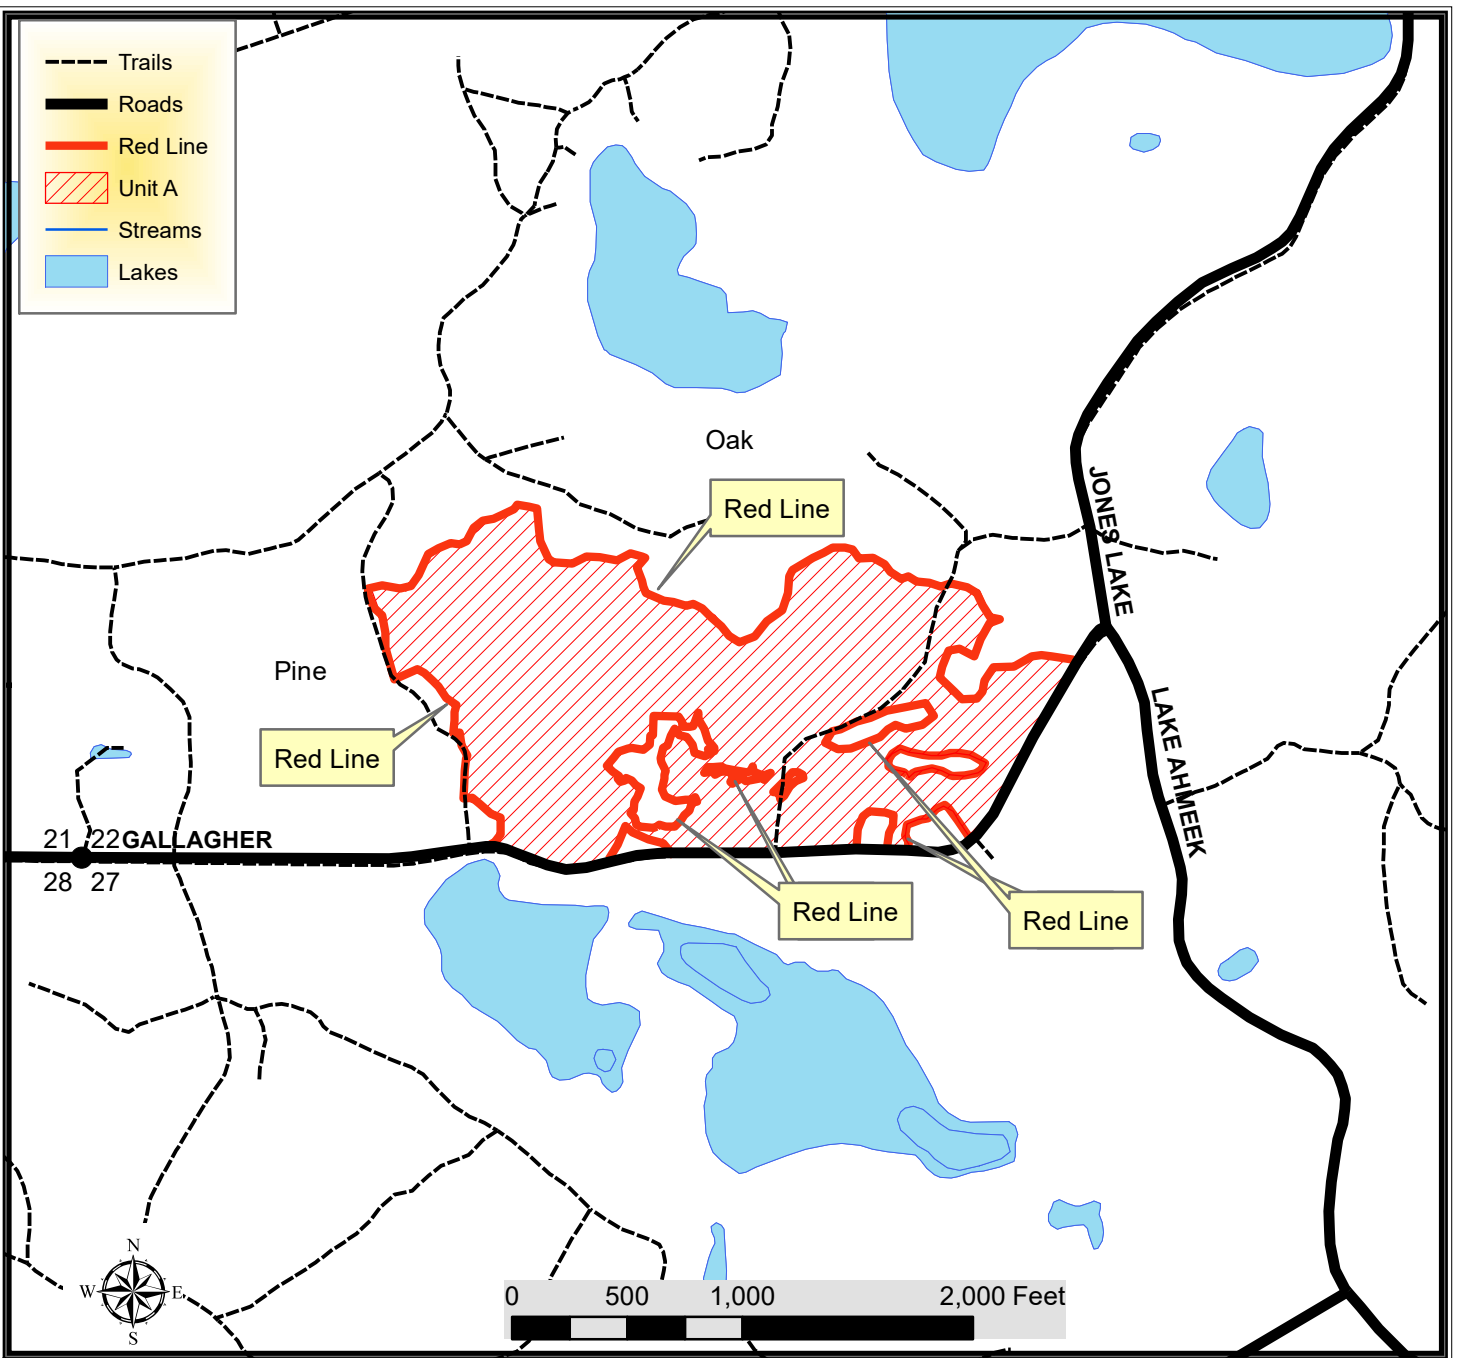 Trails
Roads
Red Line
Unit A
Streams
Lakes
Oak
Red Line
JONES LAKE
Pine
Red Line
LAKE AHMEEK
21 22 GALLAGHER
28 27
Red Line
Red Line
N
W E
S
0 500 1,000 2,000 Feet